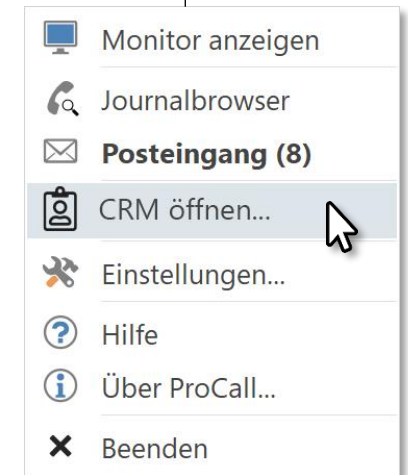 Monitor anzeigen
Journalbrowser
Posteingang (8)
CRM öffnen...
Einstellungen...
Hilfe
Über ProCall...
Beenden